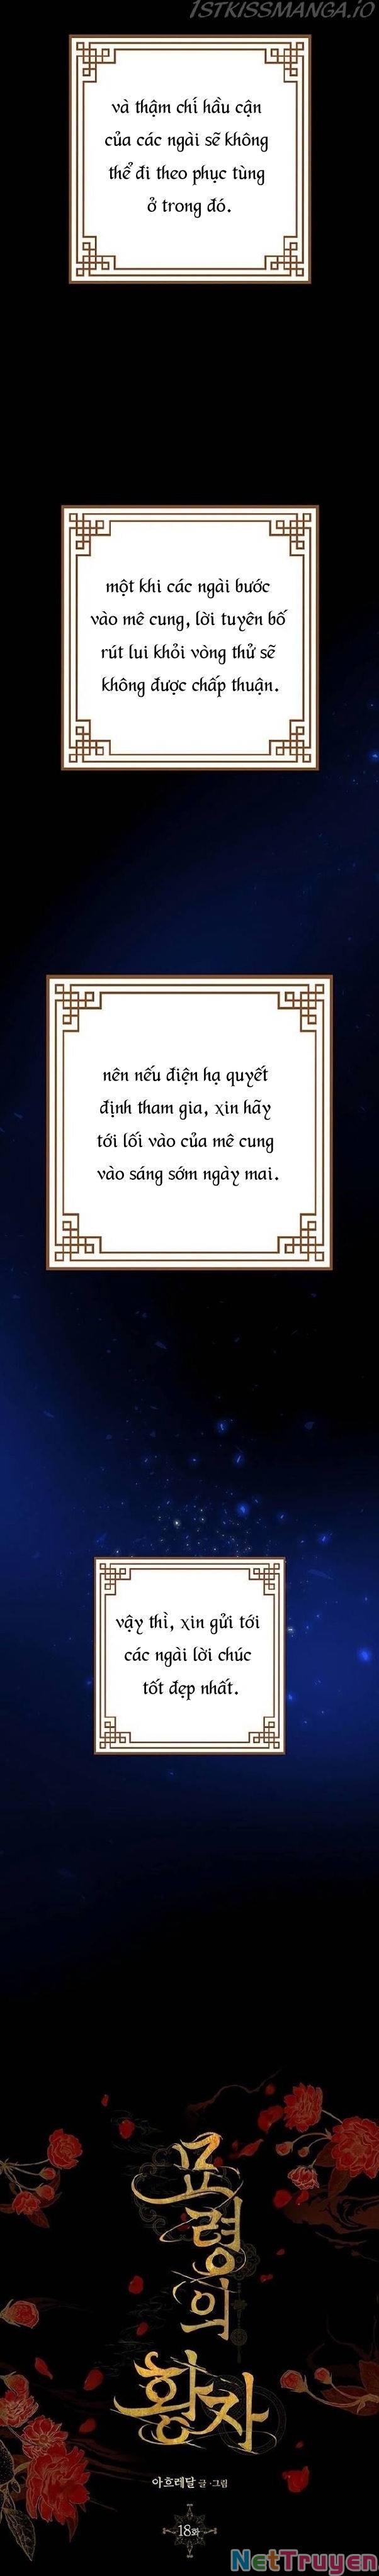 1STKISSMANGA.IO
và thậm chí hầu cận
của các ngài sẽ không
thể đi theo phục tùng
ở trong đó.
một khi các ngài bước
vào mê cung, lời tuyên bố
rút lui khỏi vòng thử sẽ
không được chấp thuận.
nên nếu điện hạ quyết
định tham gia, xin hãy
tới lối vào của mê cung
vào sáng sớm ngày mai.
vậy thì, xin gửi tới
các ngài lời chúc
tốt đẹp nhất.
표
령
의
황자
아흐레달 글·그림
18화
NetTruyen